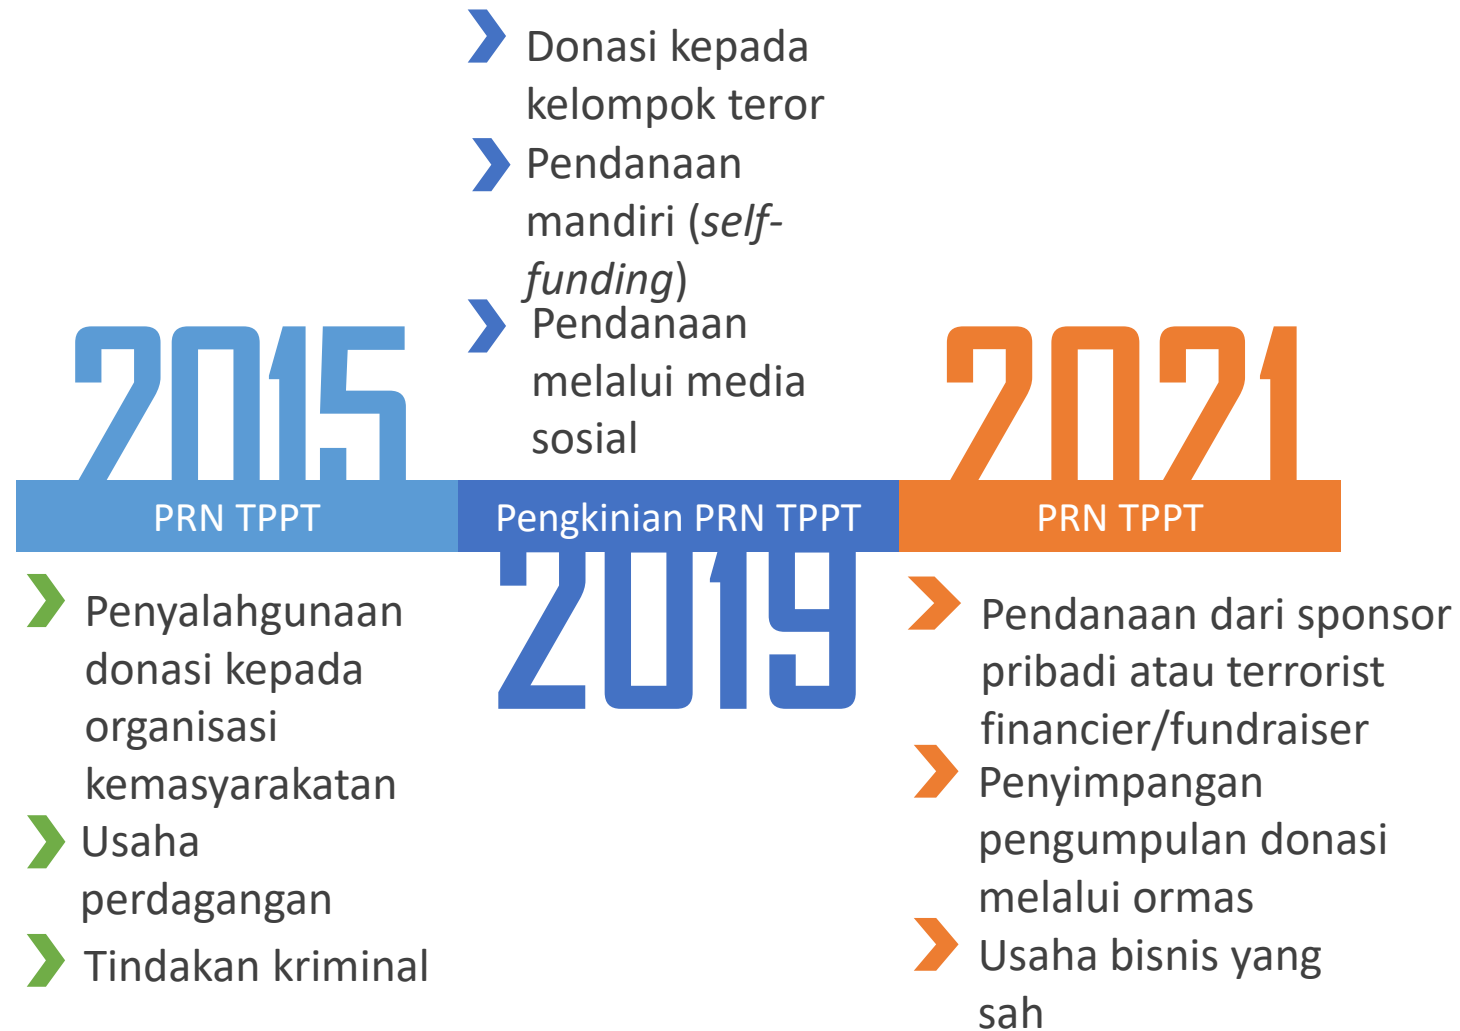 2015
PRN TPPT
Penyalahgunaan
donasi kepada
organisasi
kemasyarakatan
Usaha
perdagangan
Tindakan kriminal
Donasi kepada
kelompok teror
Pendanaan
mandiri (self-
funding)
Pendanaan
melalui media
sosial
Pengkinian PRN TPPT
2019
2021
PRN TPPT
Pendanaan dari sponsor
pribadi atau terrorist
financier/fundraiser
Penyimpangan
pengumpulan donasi
melalui ormas
Usaha bisnis yang
sah